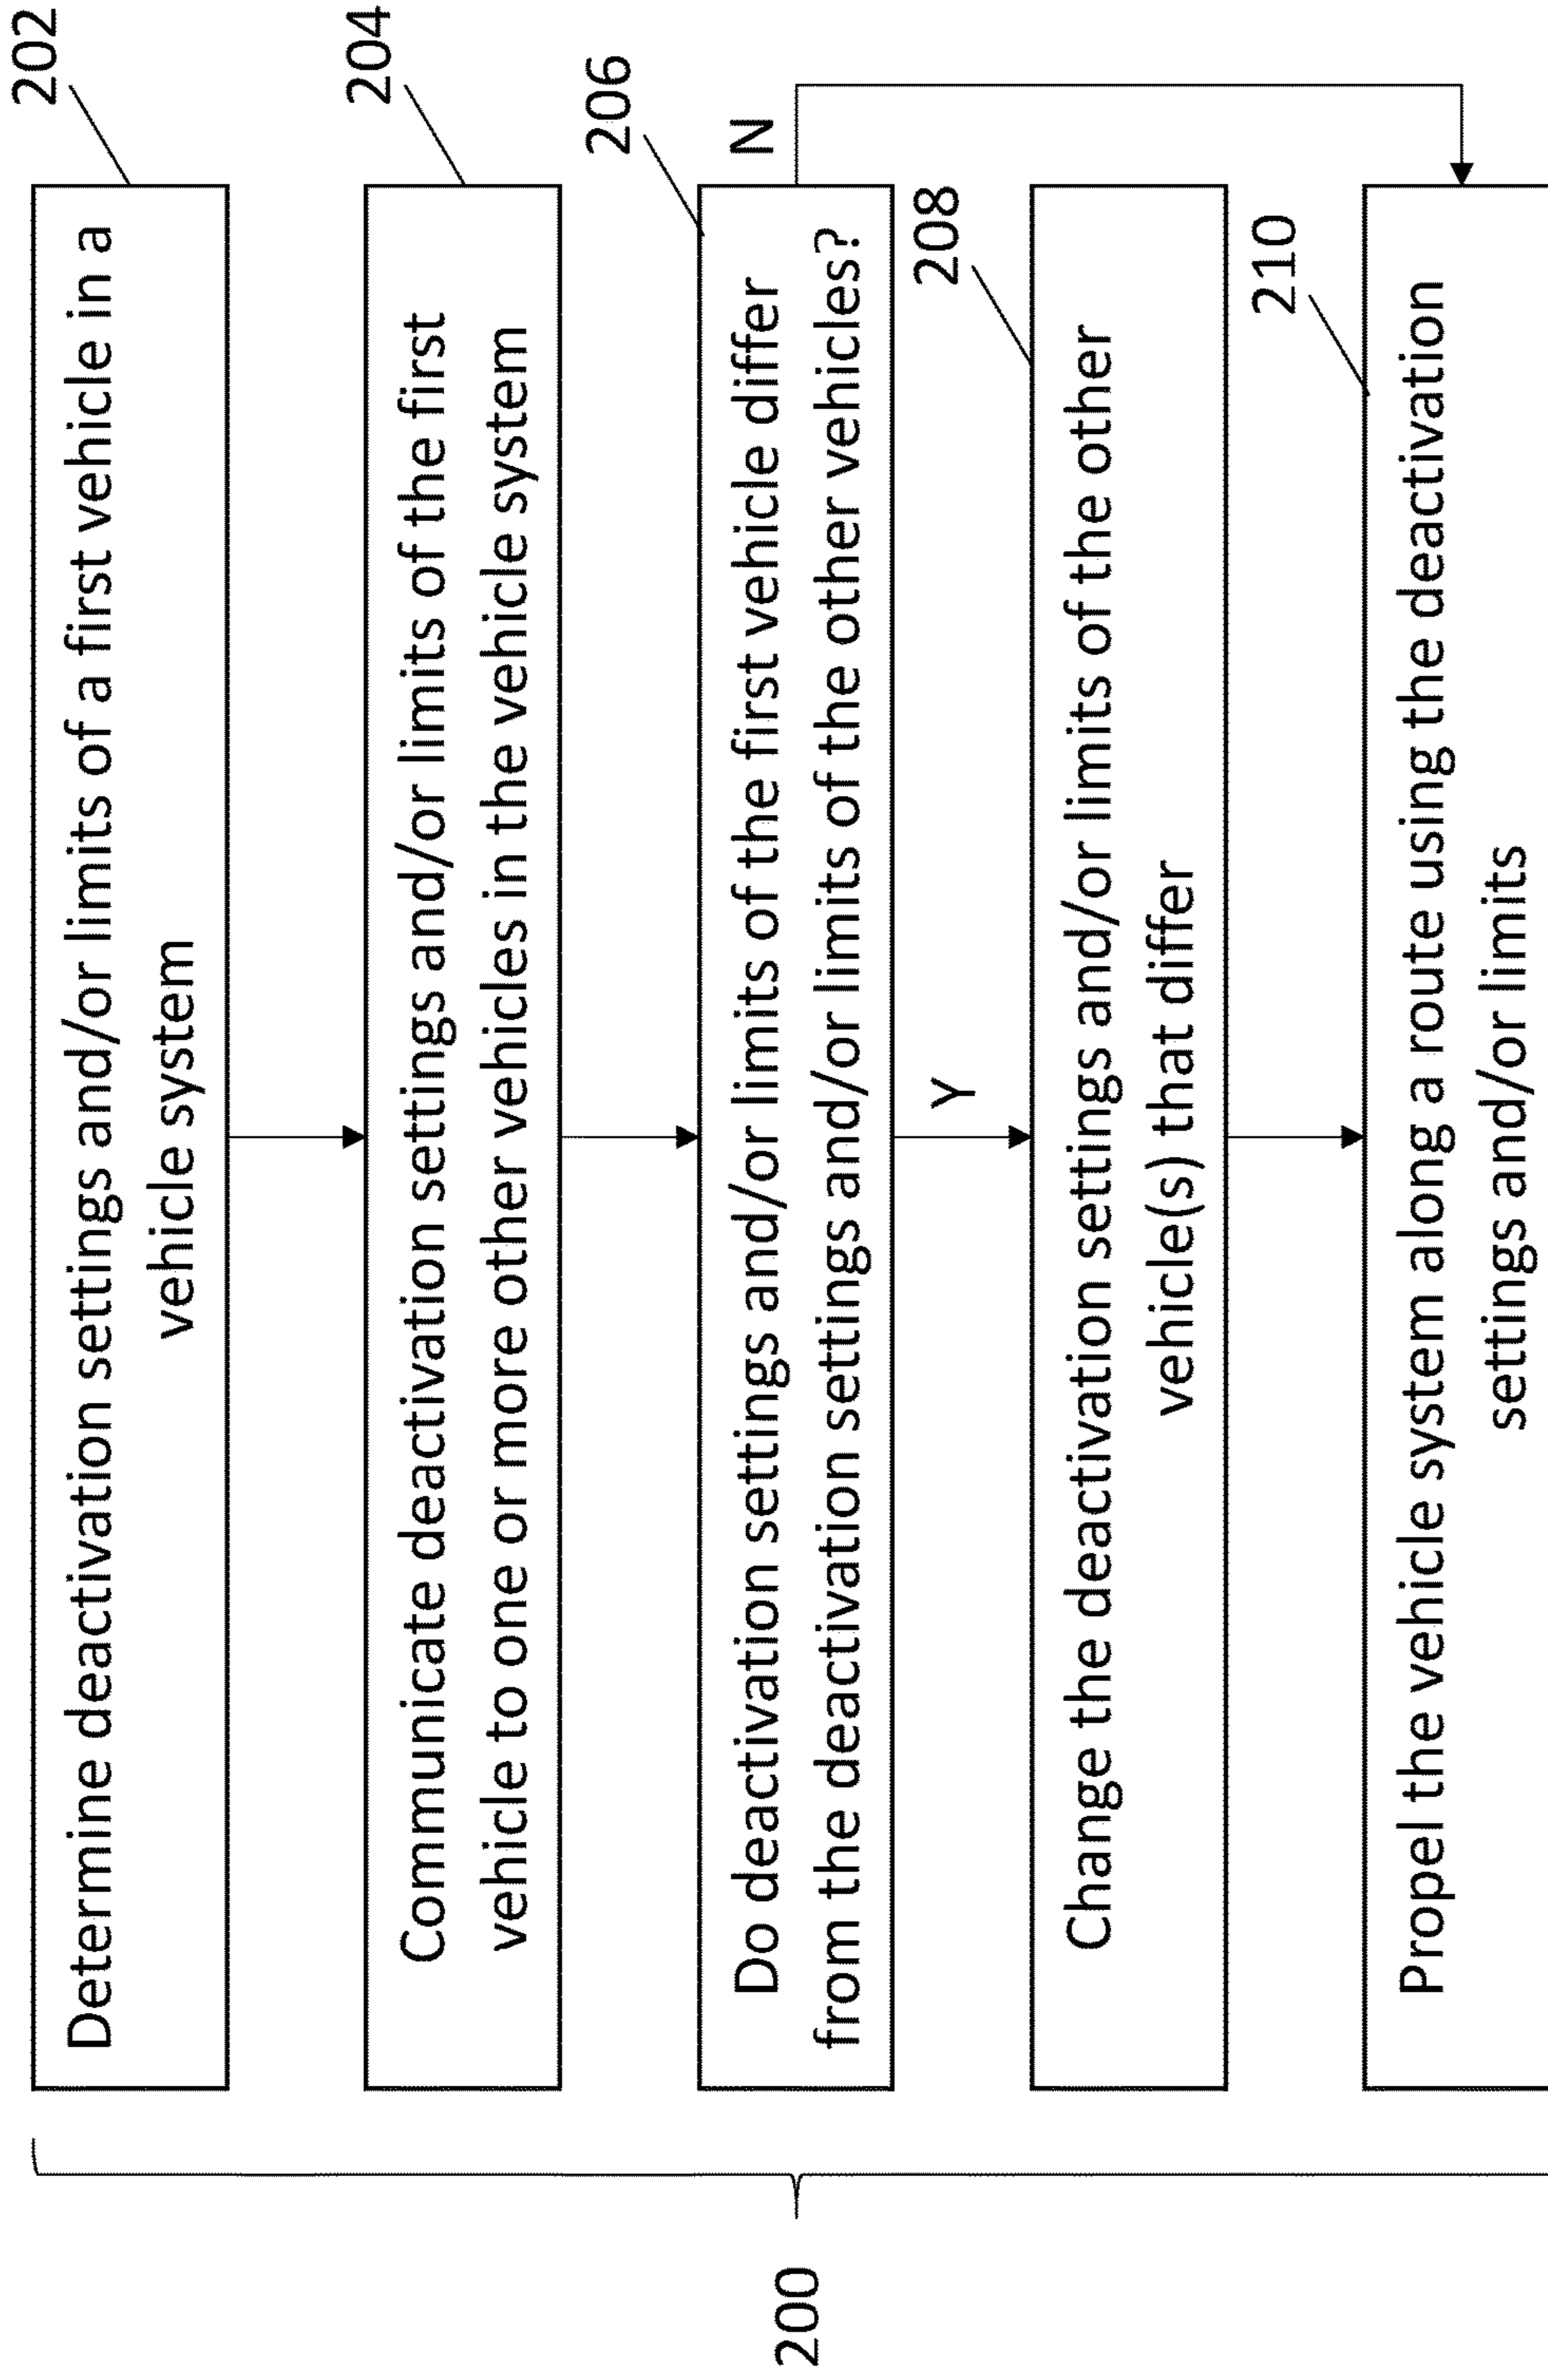 202
Determine deactivation settings and/or limits of a first vehicle in a
vehicle system
204
Communicate deactivation settings and/or limits of the first
vehicle to one or more other vehicles in the vehicle system
206
Do deactivation settings and/or limits of the first vehicle differ
from the deactivation settings and/or limits of the other vehicles?
N
Y
208
Change the deactivation settings and/or limits of the other
vehicle(s) that differ
210
Propel the vehicle system along a route using the deactivation
settings and/or limits
200